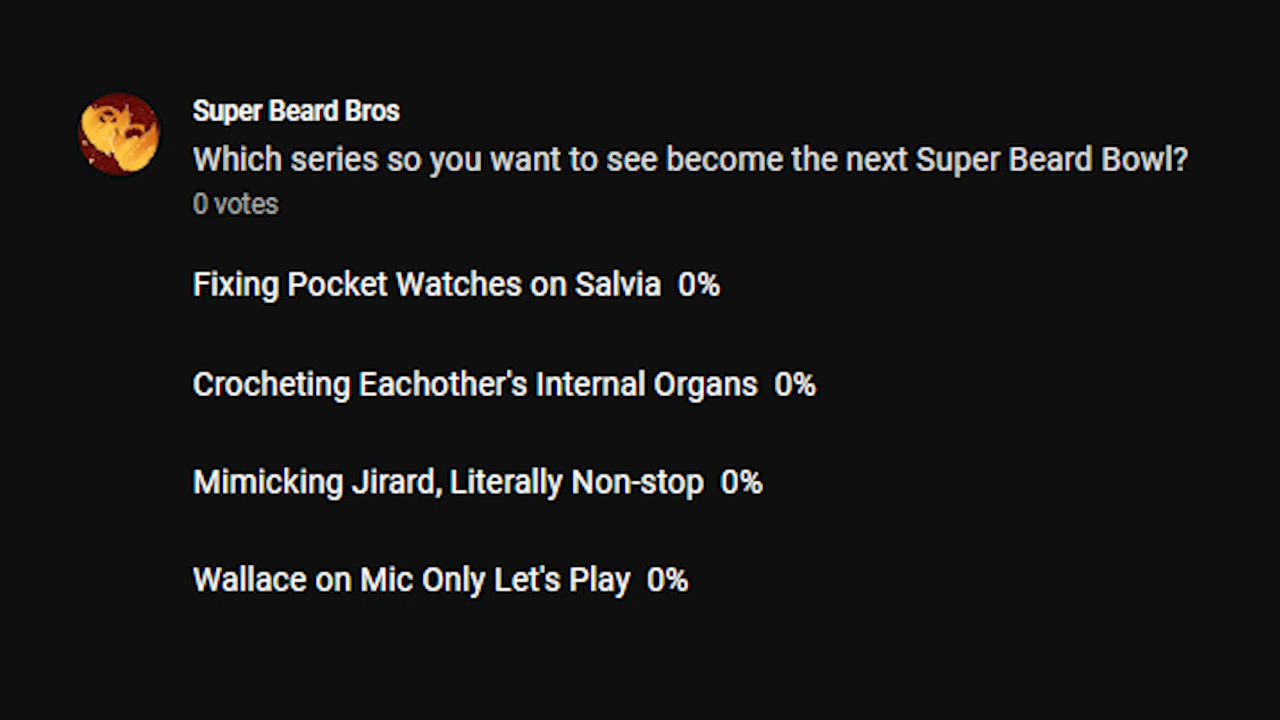 Super Beard Bros
Which series so you want to see become the next Super Beard Bowl?
0 votes
Fixing Pocket Watches on Salvia 0%
Crocheting Eachother's Internal Organs 0%
Mimicking Jirard, Literally Non-stop 0%
Wallace on Mic Only Let's Play 0%